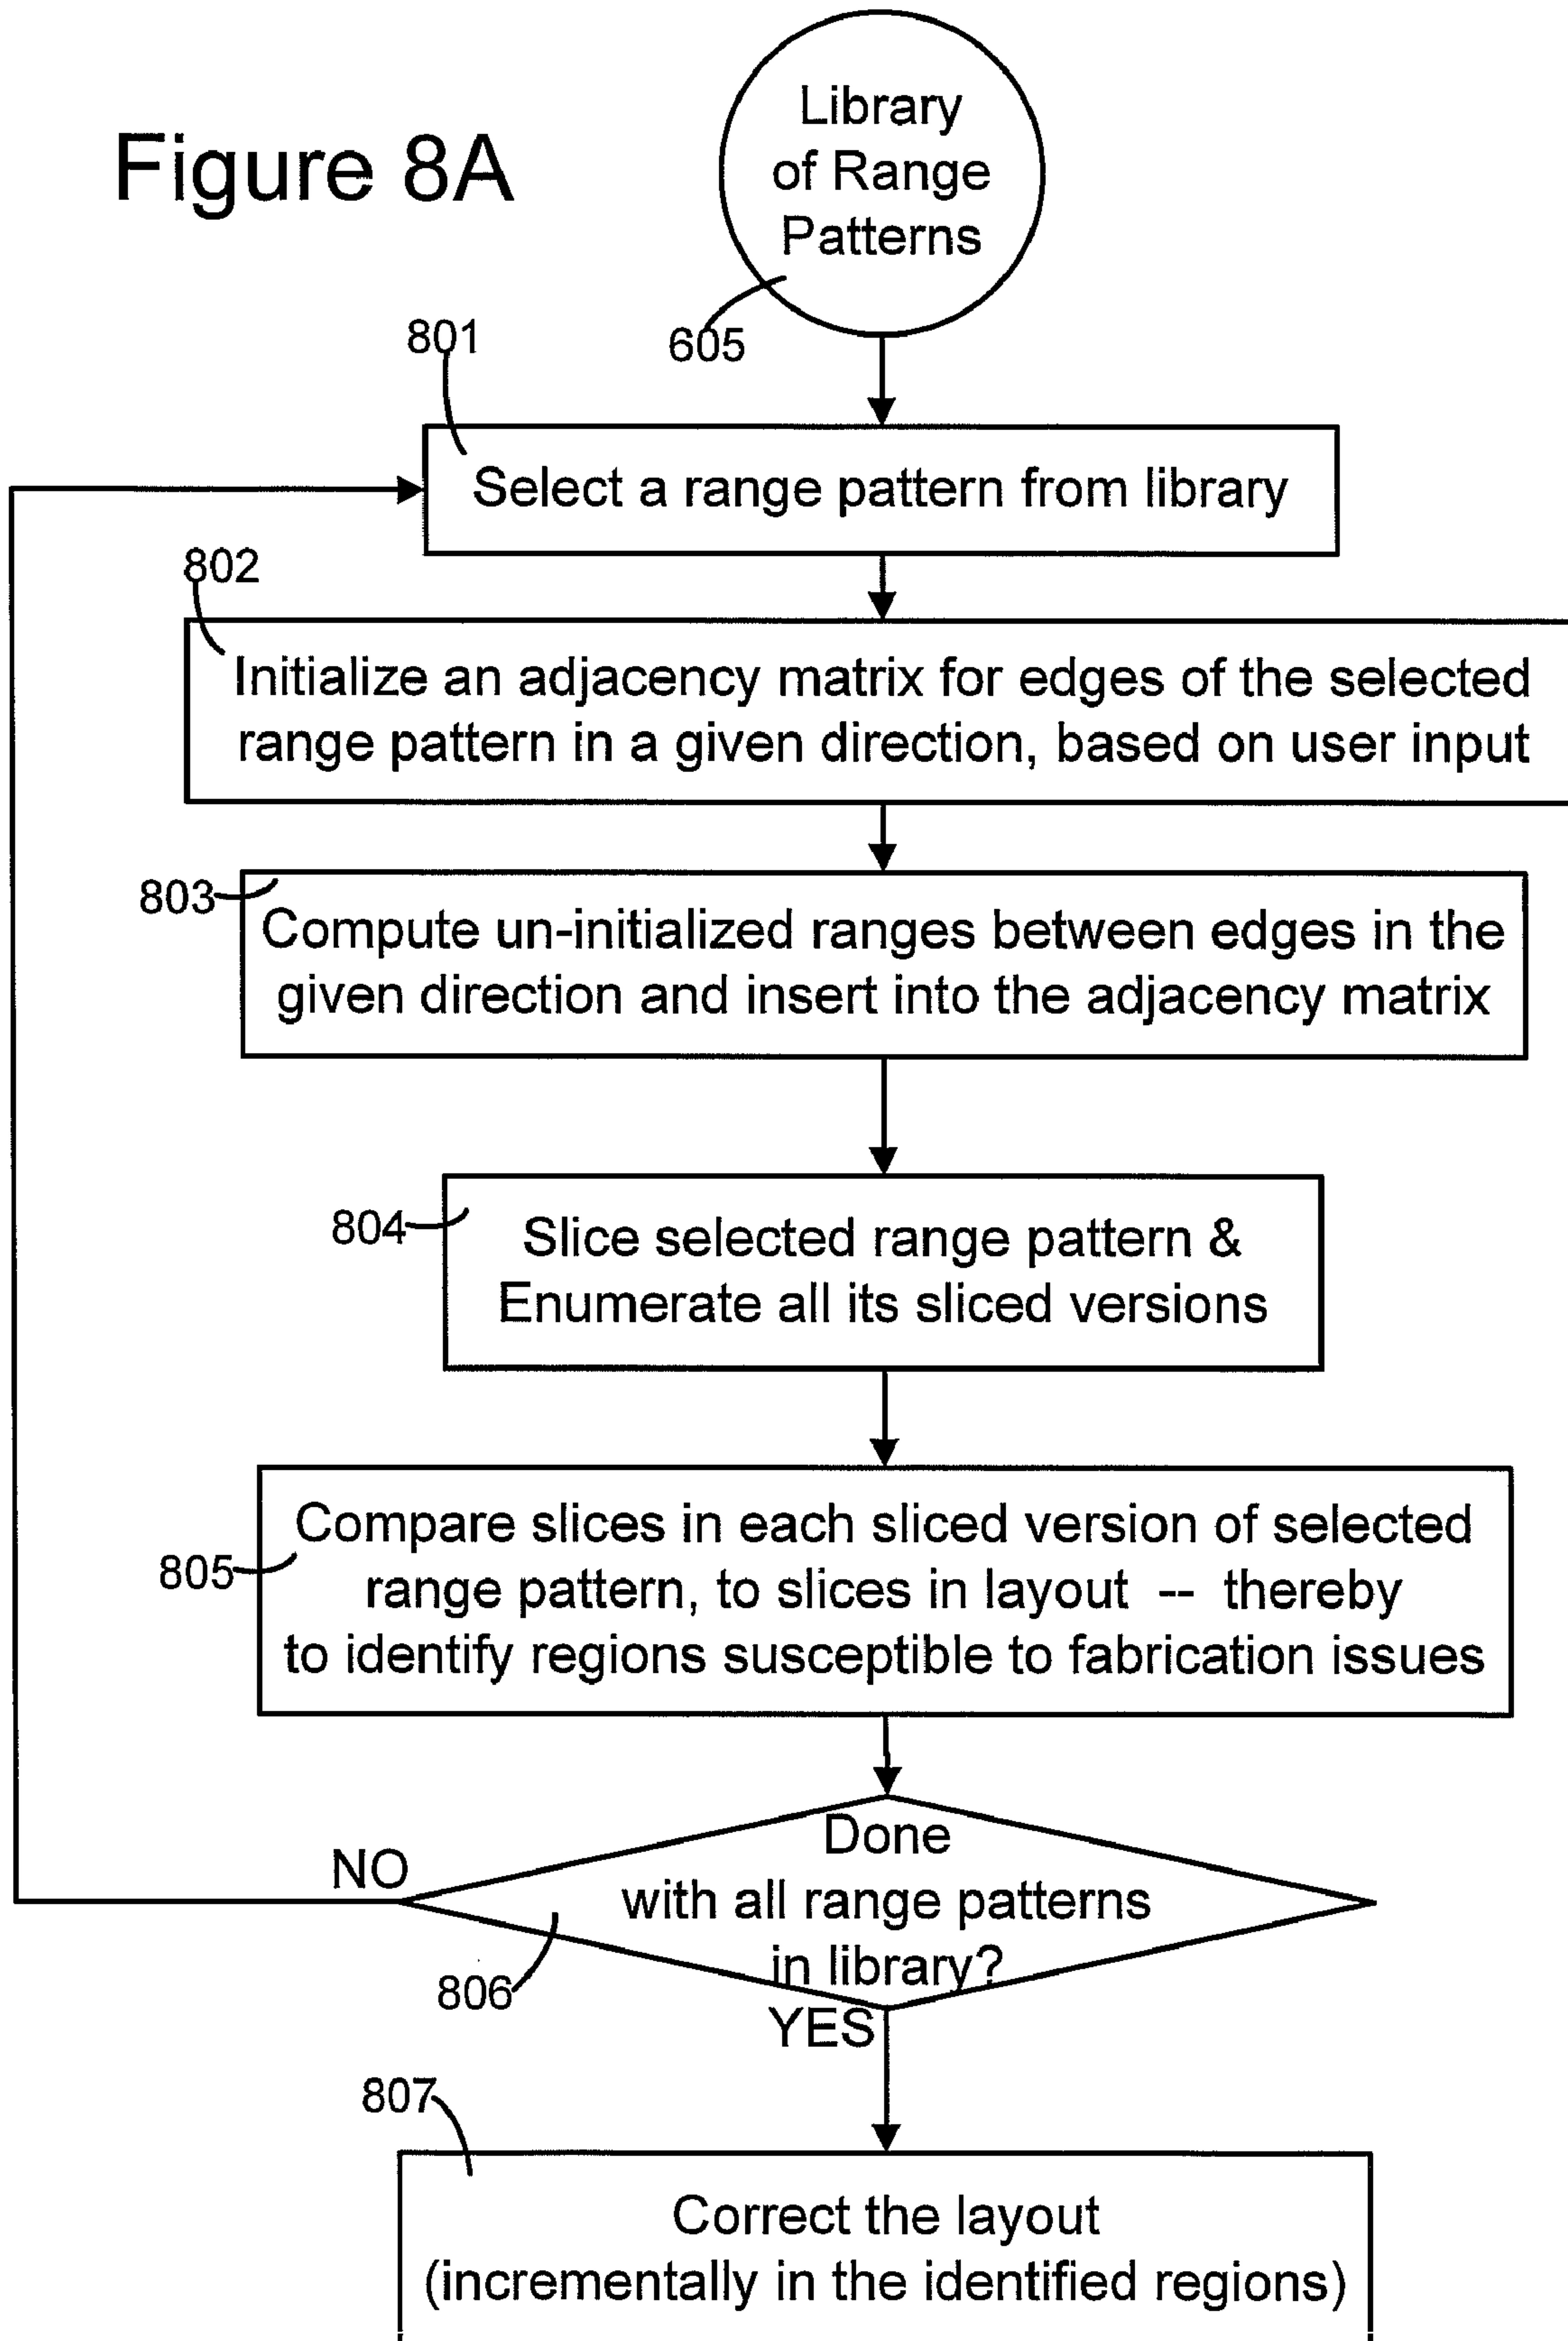 Figure 8A
Library
of Range
Patterns
605
801
Select a range pattern from library
802
Initialize an adjacency matrix for edges of the selected
range pattern in a given direction, based on user input
803
Compute un-initialized ranges between edges in the
given direction and insert into the adjacency matrix
804
Slice selected range pattern &
Enumerate all its sliced versions
805
Compare slices in each sliced version of selected
range pattern, to slices in layout -- thereby
to identify regions susceptible to fabrication issues
NO
Done
with all range patterns
in library?
806
YES
807
Correct the layout
(incrementally in the identified regions)